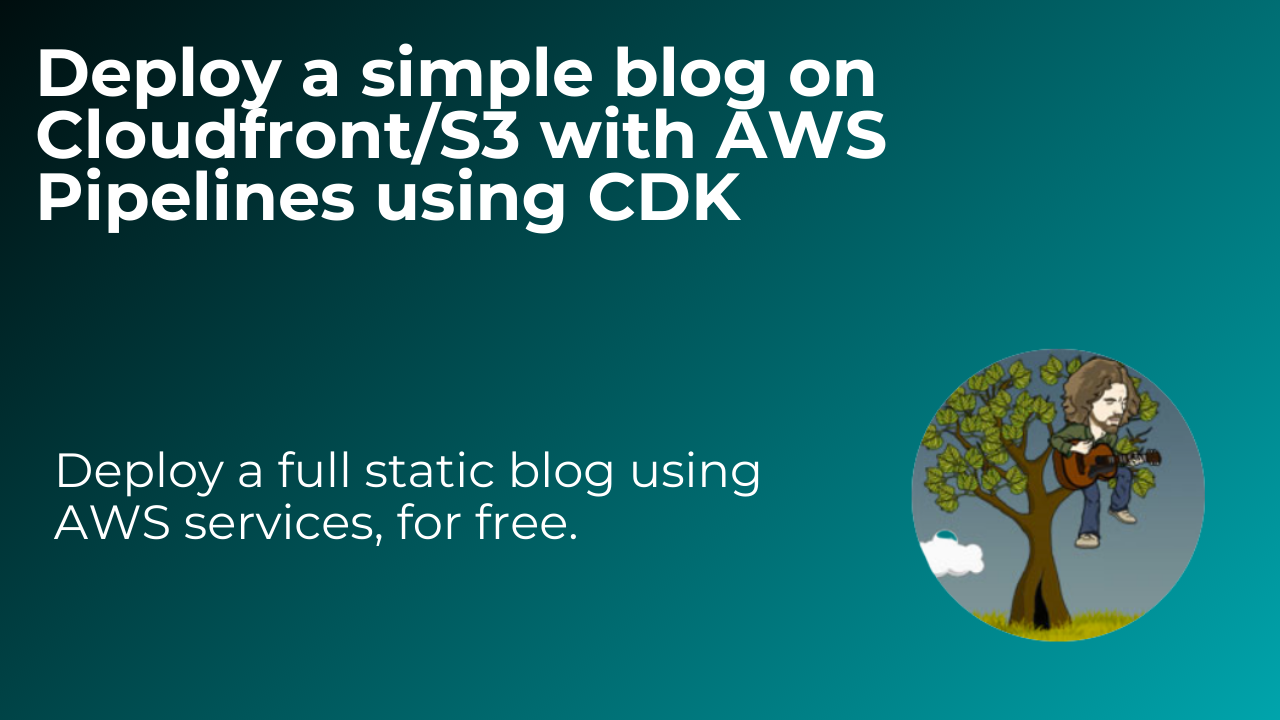 Deploy a simple blog on
Cloudfront/S3 with AWS
Pipelines using CDK
Deploy a full static blog using
AWS services, for free.